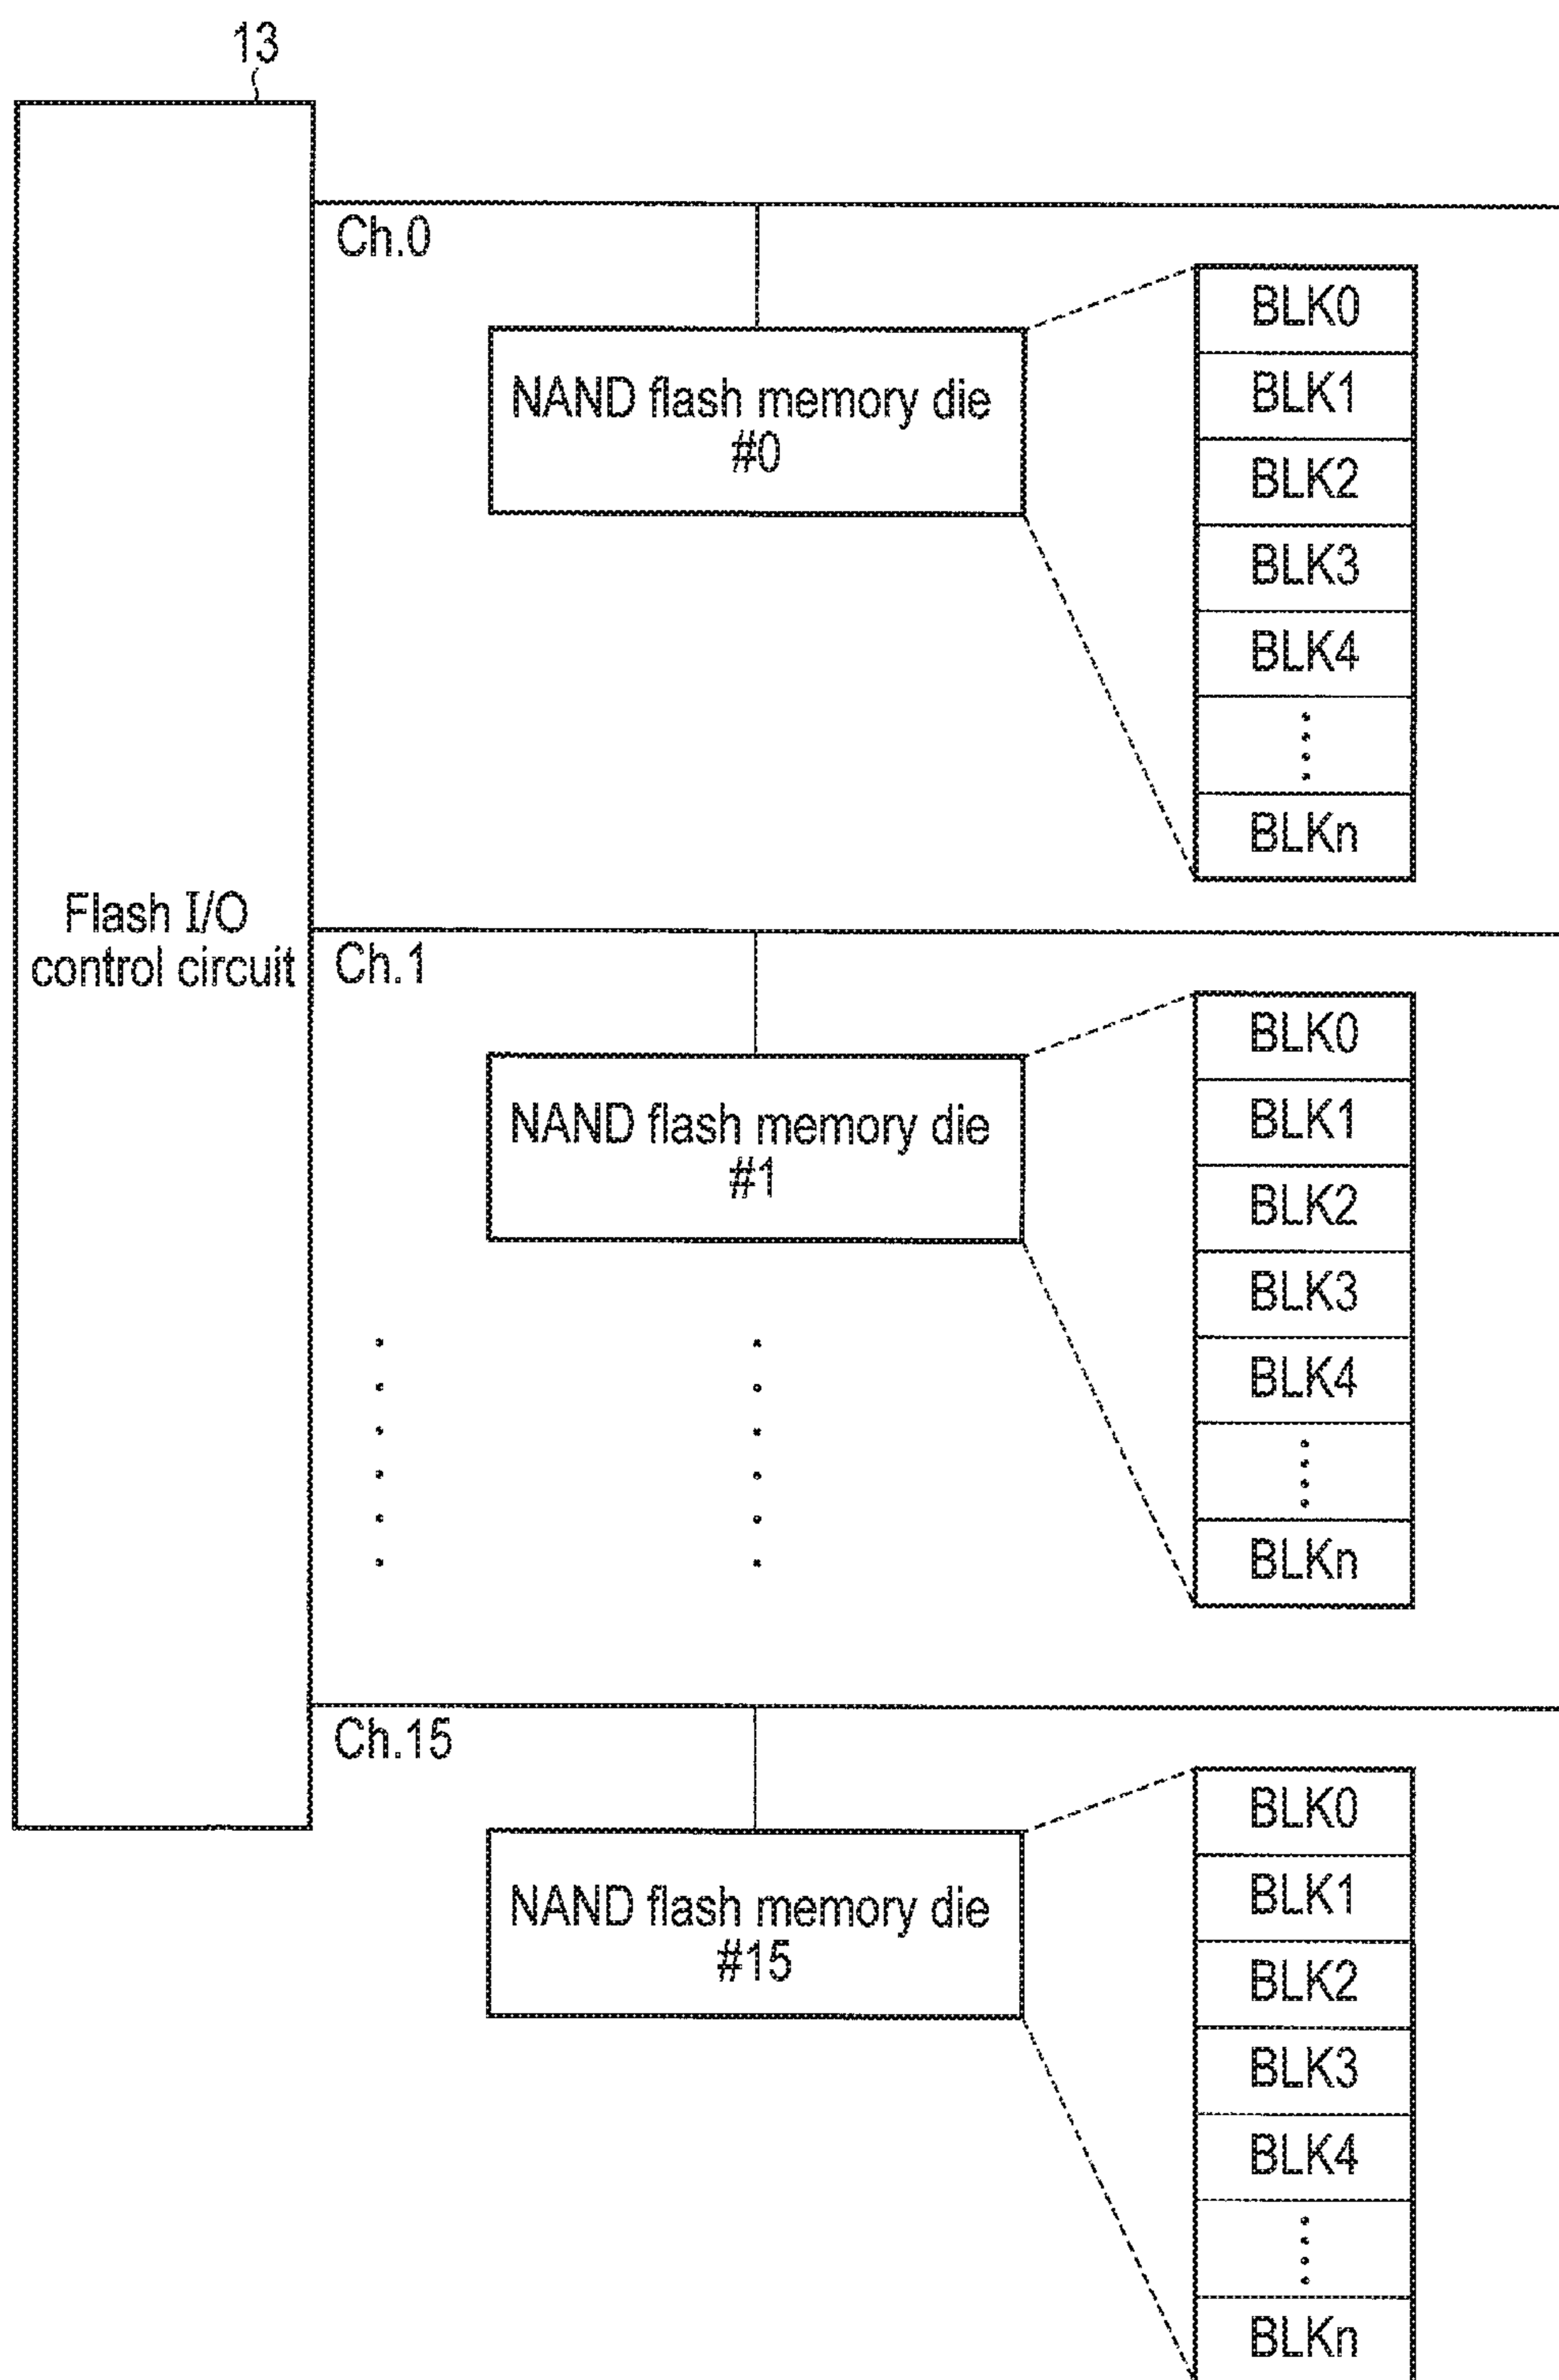 13
Flash I/O
control circuit
Ch.0
NAND flash memory die
#0
BLK0
BLK1
BLK2
BLK3
BLK4
BLKn
Ch.1
NAND flash memory die
#1
BLK0
BLK1
BLK2
BLK3
BLK4
BLKn
Ch.15
NAND flash memory die
#15
BLK0
BLK1
BLK2
BLK3
BLK4
BLKn